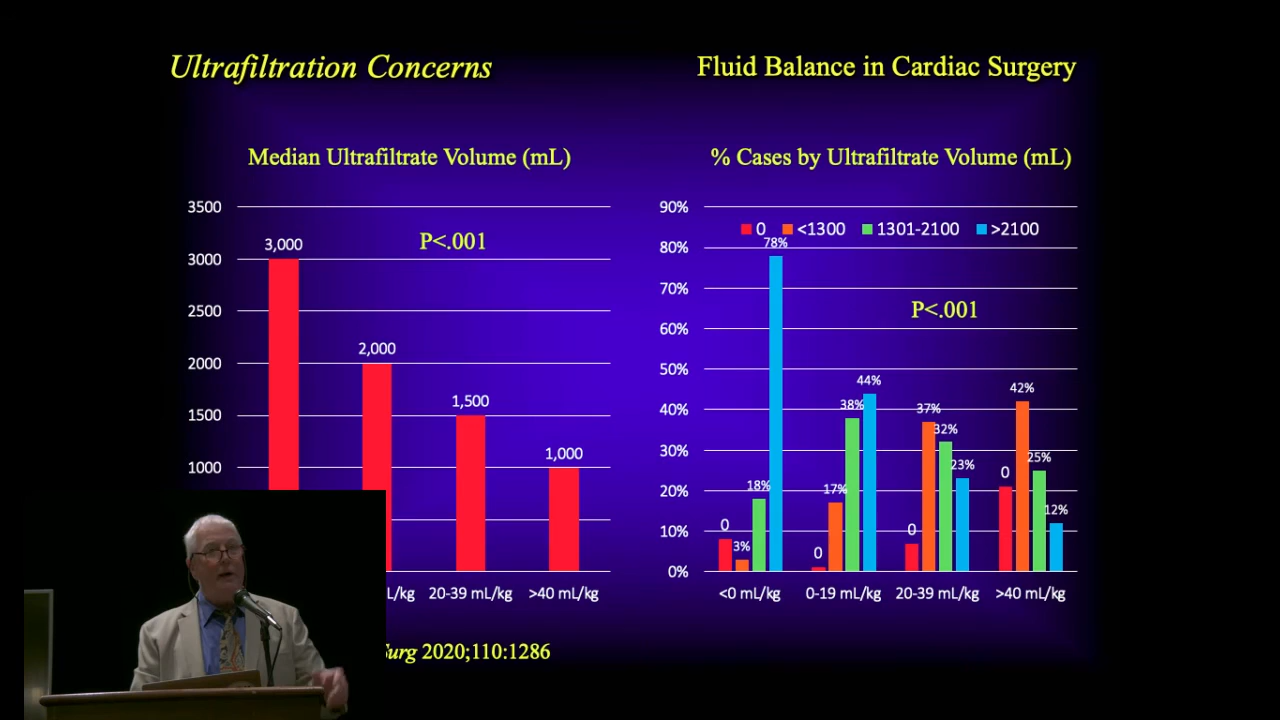 Ultrafiltration Concerns
Fluid Balance in Cardiac Surgery
Median Ultrafiltrate Volume (mL)
3500
3000
2500
2000
1500
1000
P<.001
3,000
2,000
1,500
1,000
L/kg
20-39 mL/kg
>40 mL/kg
% Cases by Ultrafiltrate Volume (mL)
90%
80%
70%
60%
50%
40%
30%
20%
10%
0%
0 <1300 1301-2100 >2100
P<.001
0
3%
18%
78%
0
17%
38%
44%
0
37%
32%
23%
0
42%
25%
12%
<0 mL/kg
0-19 mL/kg
20-39 mL/kg
>40 mL/kg
2020;110:1286